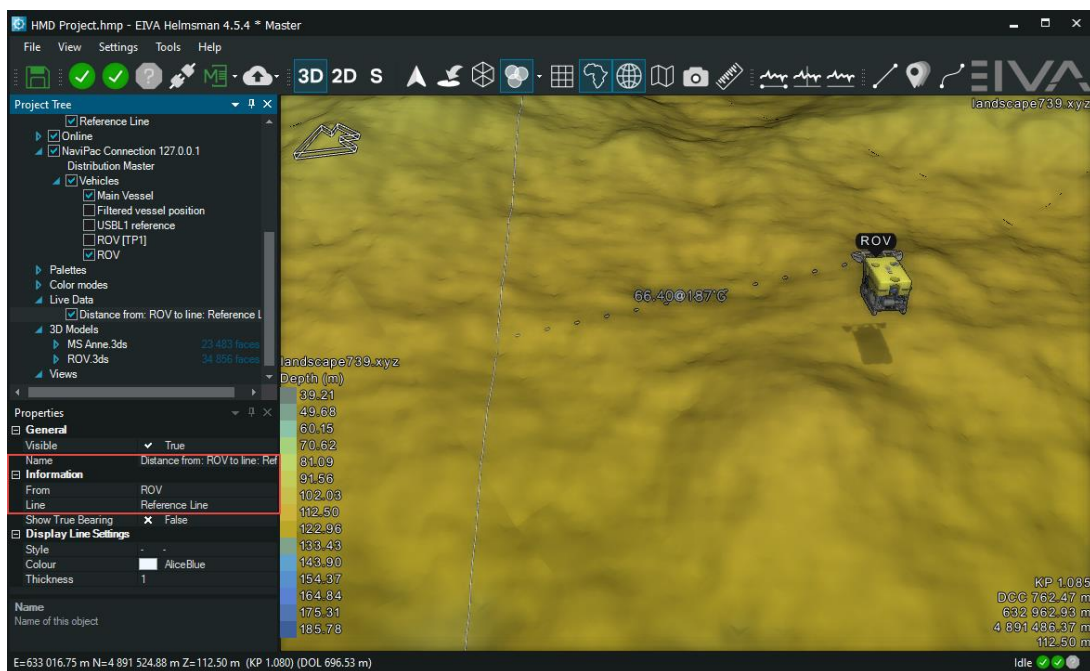 HMD Project.hmp - EIVA Helmsman 4.5.4 * Master
File View Settings Tools Help
3D 2D S
EIVA
Project Tree
Reference Line
Online
NaviPac Connection 127.0.0.1
Distribution Master
Vehicles
Main Vessel
Filtered vessel position
USBL1 reference
ROV [TP1]
ROV
Palettes
Color modes
Live Data
Distance from: ROV to line: Reference L
3D Models
MS Anne.3ds 23 483 faces
ROV.3ds 34 856 faces
Views
Properties
General
Visible True
Name Distance from: ROV to line: Ref
Information
From ROV
Line Reference Line
Show True Bearing False
Display Line Settings
Style - -
Colour AliceBlue
Thickness 1
Name
Name of this object
landscape739.xyz
ROV
66.40@187°G
landscape739.xyz
Depth (m)
39.21
49.68
60.15
70.62
81.09
91.56
102.03
112.50
122.96
133.43
143.90
154.37
164.84
175.31
185.78
KP 1.085
DCC 762.47 m
632 962.93 m
4 891 486.37 m
112.50 m
E=633 016.75 m N=4 891 524.88 m Z=112.50 m (KP 1.080) (DOL 696.53 m)
Idle